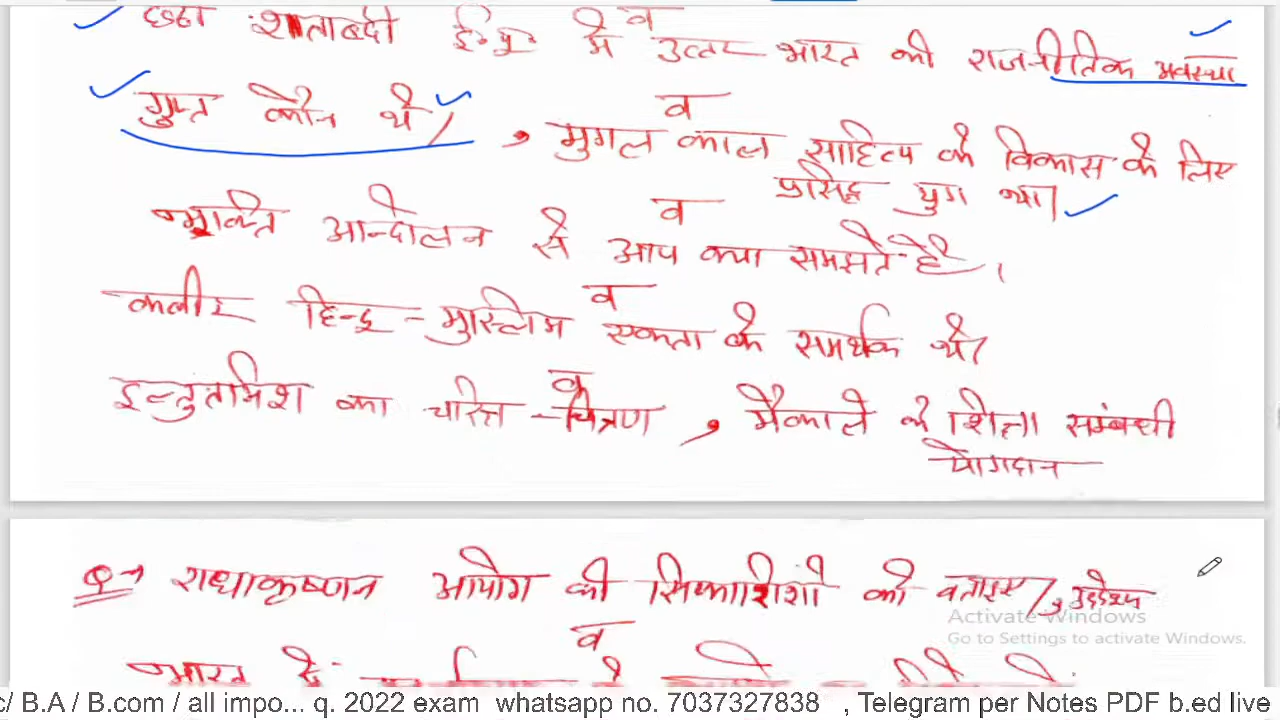 छठी शताब्दी ई.पू. में उत्तर भारत की राजनीतिक अवस्था
व
गुप्त कौन थे/, मुगल काल साहित्य के विकास के लिए
प्रसिद्ध युग था/
व
भक्ति आन्दोलन से आप क्या समझते है।
व
कबीर हिन्दु-मुस्लिम एकता के समर्थक थे/
व
इल्तुतमिश का चरित्र-चित्रण, मैकाले के शिक्षा सम्बंधी
योगदान
Q→ राधाकृष्णन आयोग की सिफारिशों को बताइए/, उद्देश्य
व
भारत
Activate Windows
Go to Settings to activate Windows.
c/ B.A / B.com / all impo... q. 2022 exam whatsapp no. 7037327838 , Telegram per Notes PDF b.ed live